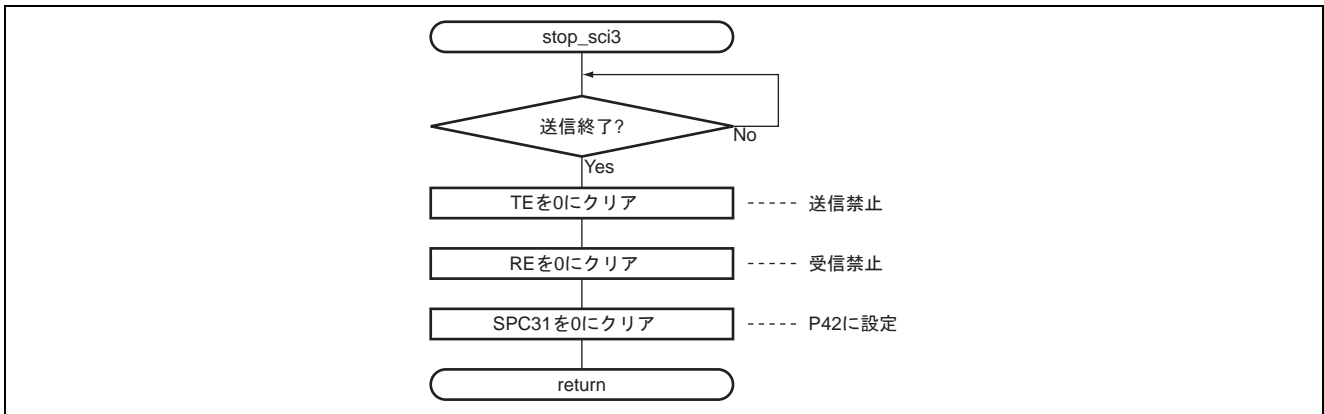 stop_sci3
送信終了?
No
Yes
TEを0にクリア ----- 送信禁止
REを0にクリア ----- 受信禁止
SPC31を0にクリア ----- P42に設定
return